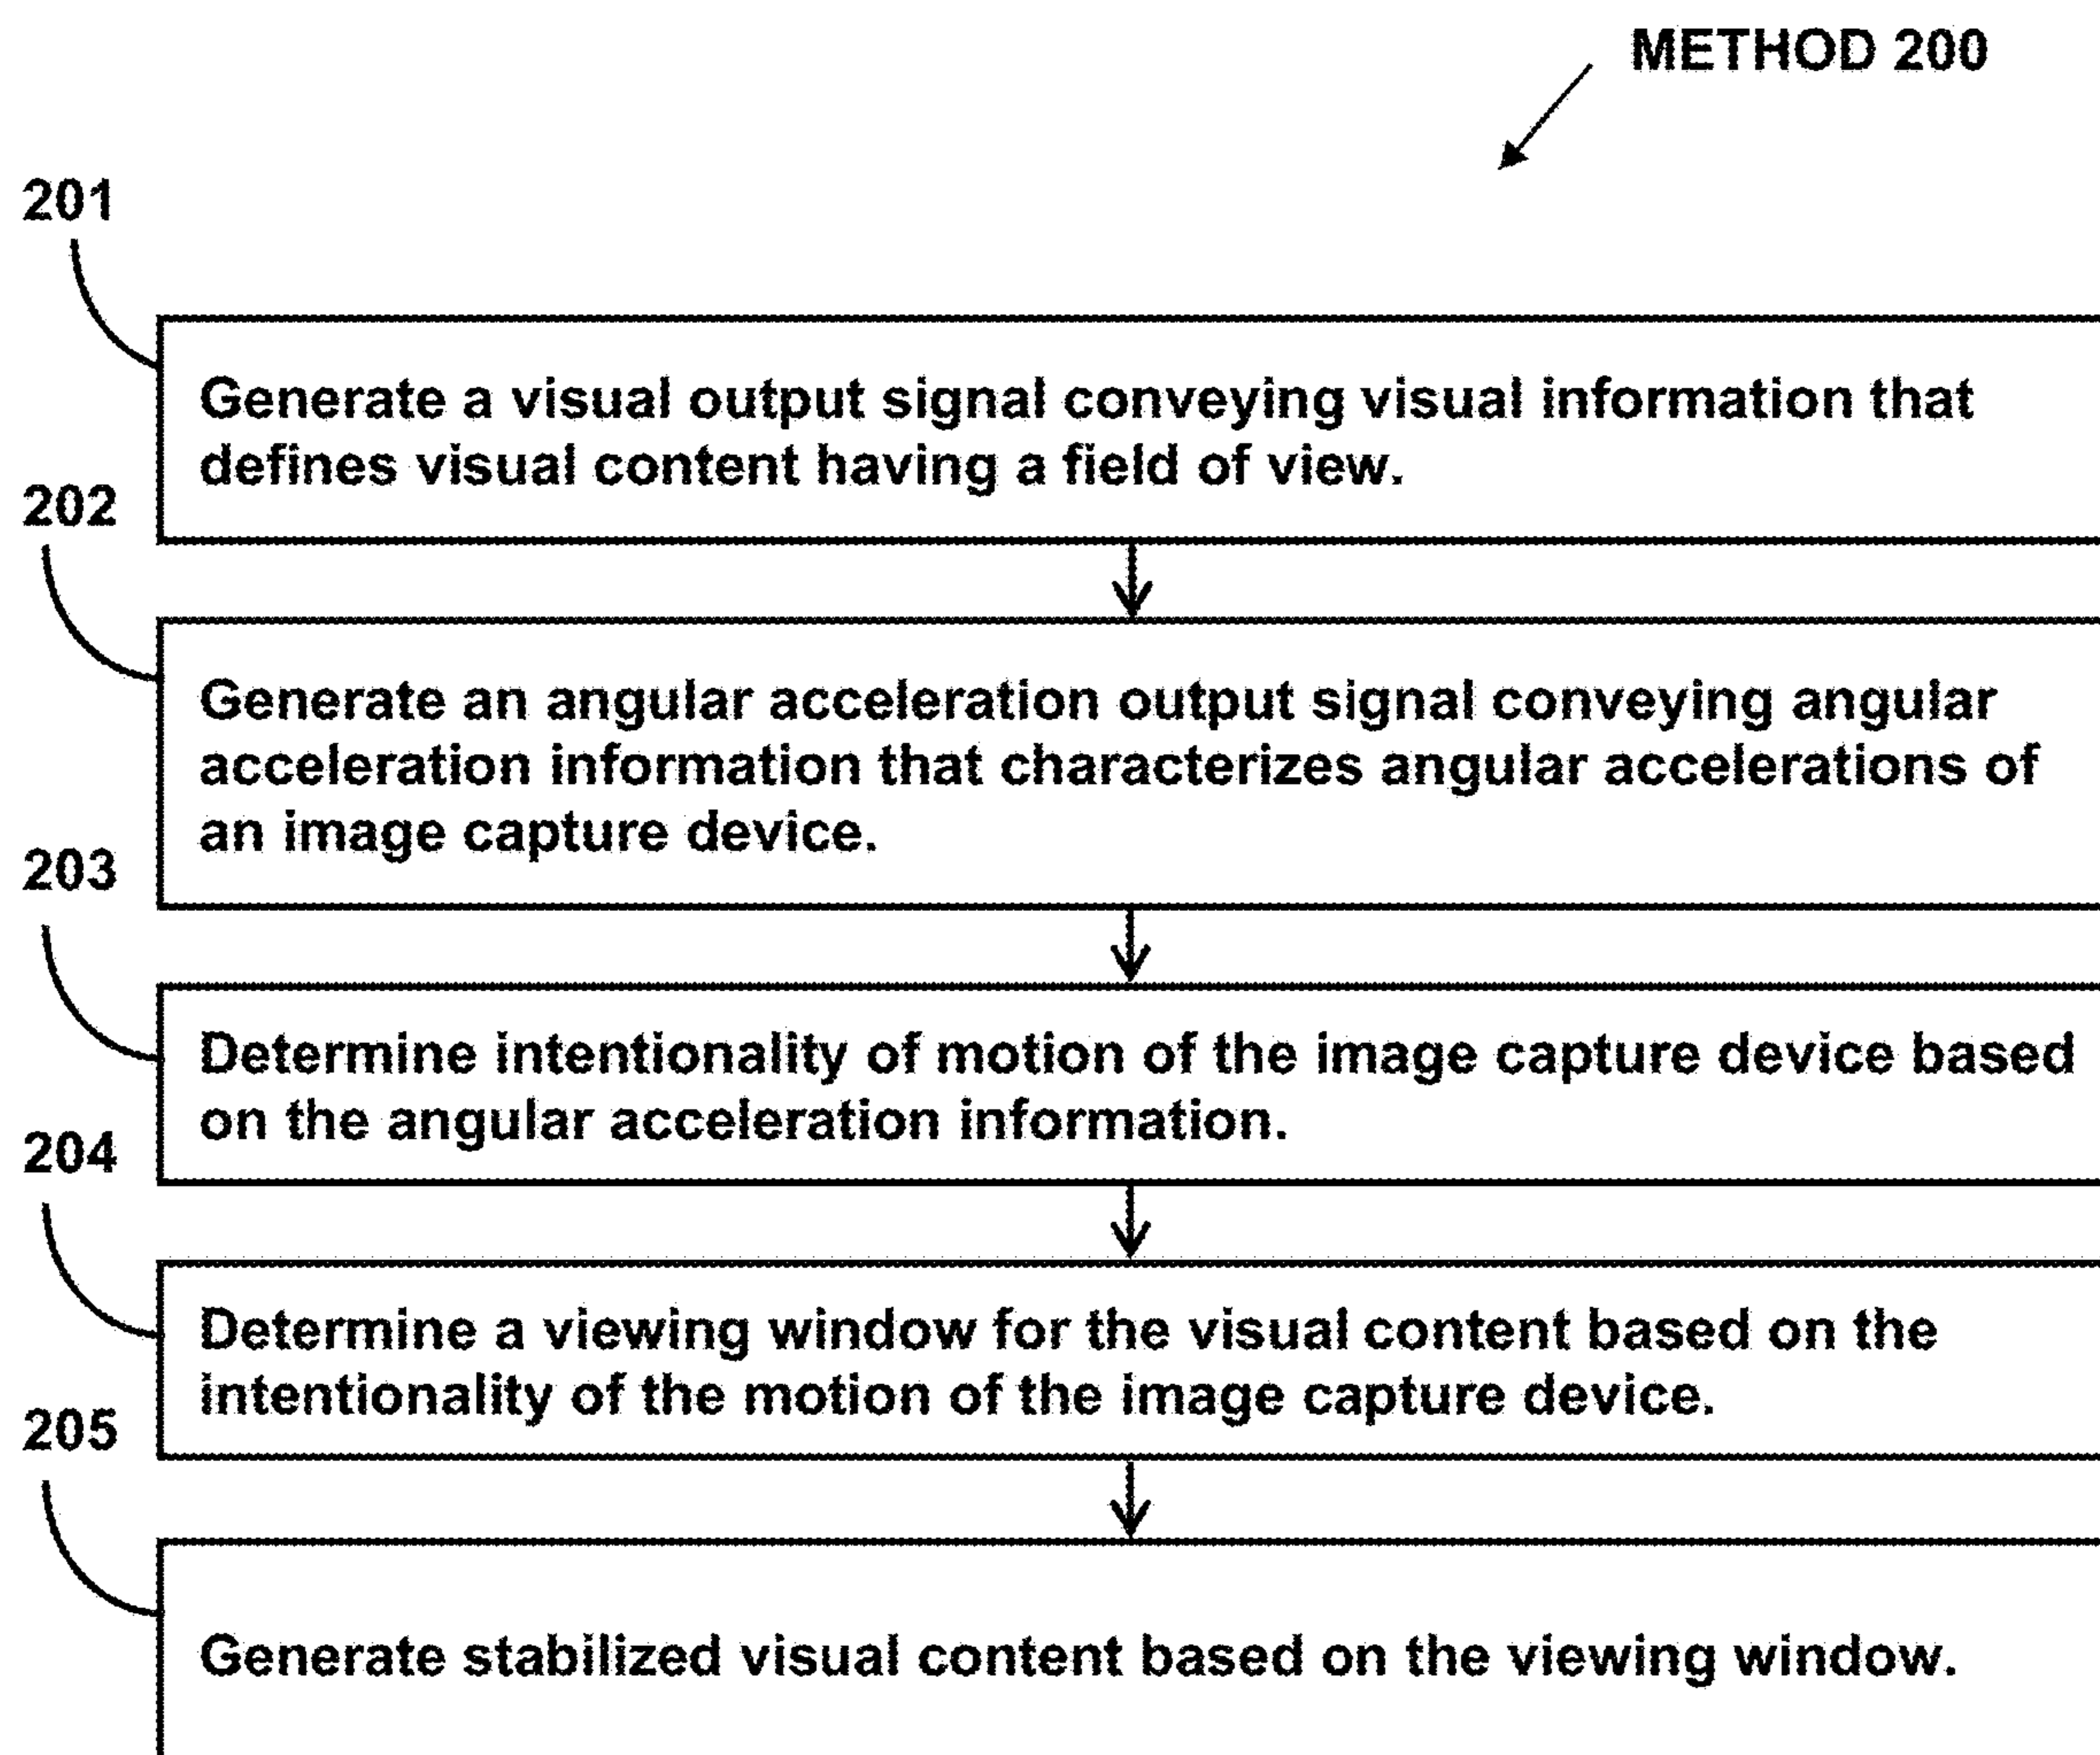 METHOD 200
201
Generate a visual output signal conveying visual information that
defines visual content having a field of view.
202
Generate an angular acceleration output signal conveying angular
acceleration information that characterizes angular accelerations of
an image capture device.
203
Determine intentionality of motion of the image capture device based
on the angular acceleration information.
204
Determine a viewing window for the visual content based on the
intentionality of the motion of the image capture device.
205
Generate stabilized visual content based on the viewing window.